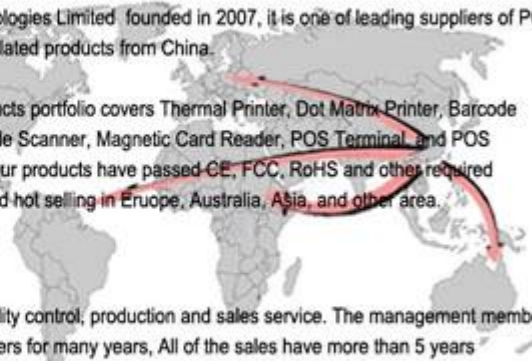 ologies Limited founded in 2007, it is one of leading suppliers of P
lated products from China.
cts portfolio covers Thermal Printer, Dot Matrix Printer, Barcode
le Scanner, Magnetic Card Reader, POS Terminal, and POS
ur products have passed CE, FCC, RoHS and other required
d hot selling in Eruope, Australia, Asia, and other area.
lity control, production and sales service. The management membe
ers for many years, All of the sales have more than 5 years